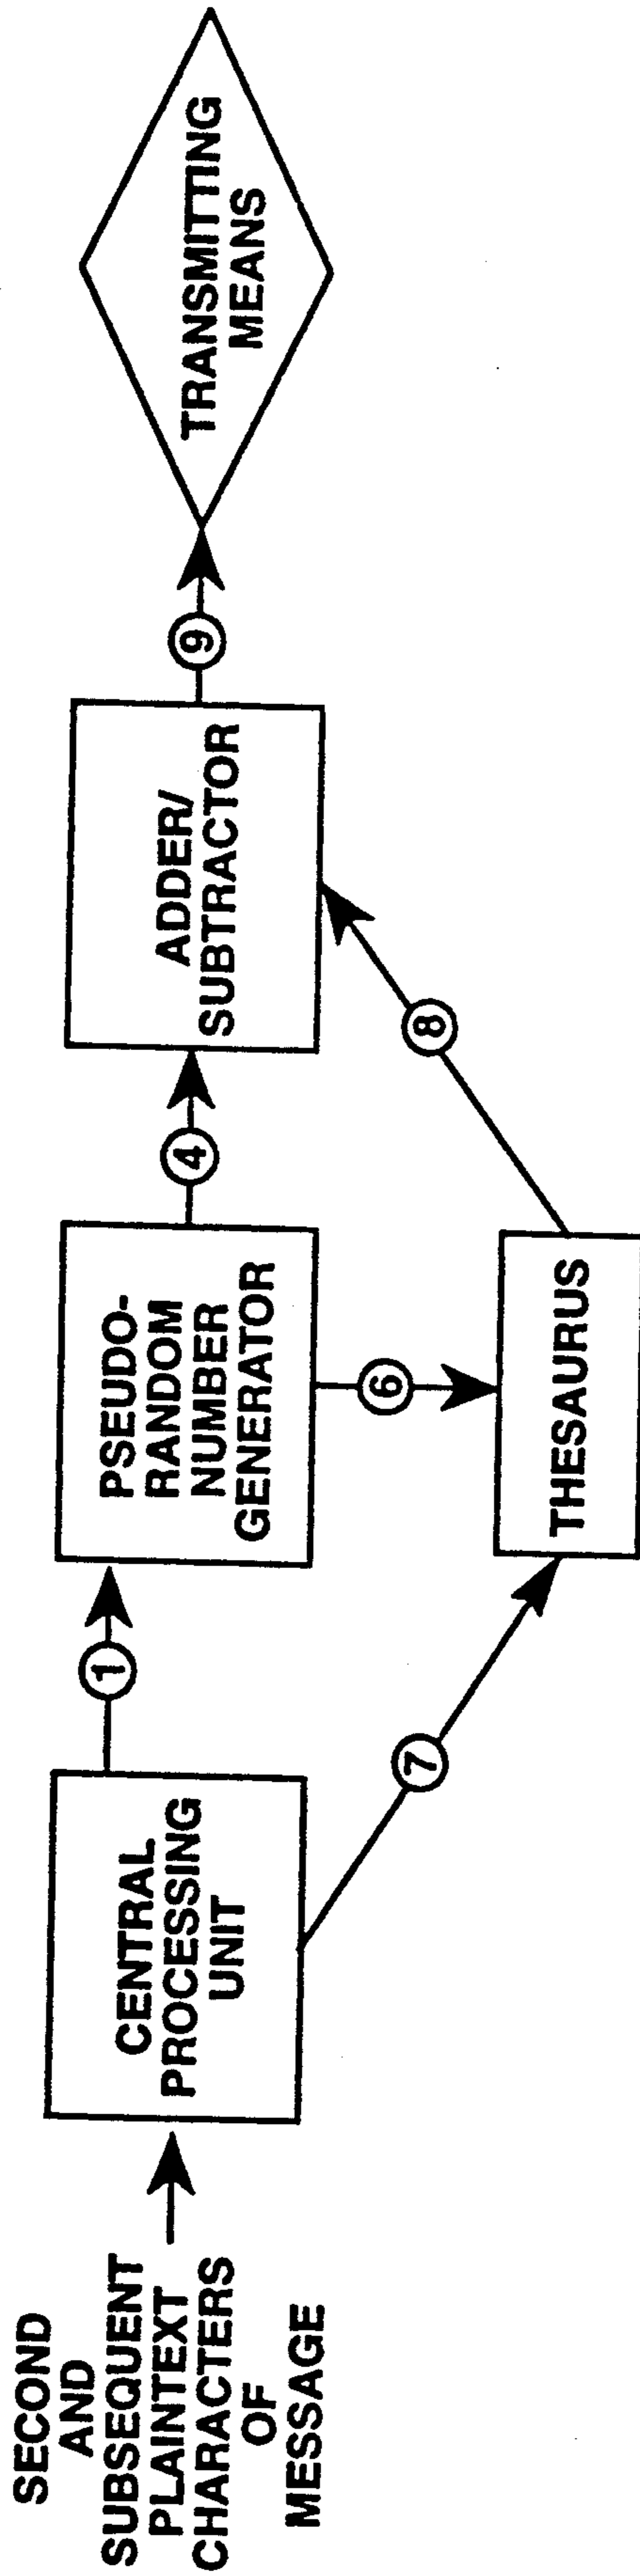 SECOND
AND
SUBSEQUENT
PLAINTEXT
CHARACTERS
OF
MESSAGE
CENTRAL
PROCESSING
UNIT
1
7
PSEUDO-
RANDOM
NUMBER
GENERATOR
4
6
THESAURUS
8
ADDER/
SUBTRACTOR
9
TRANSMITTING
MEANS